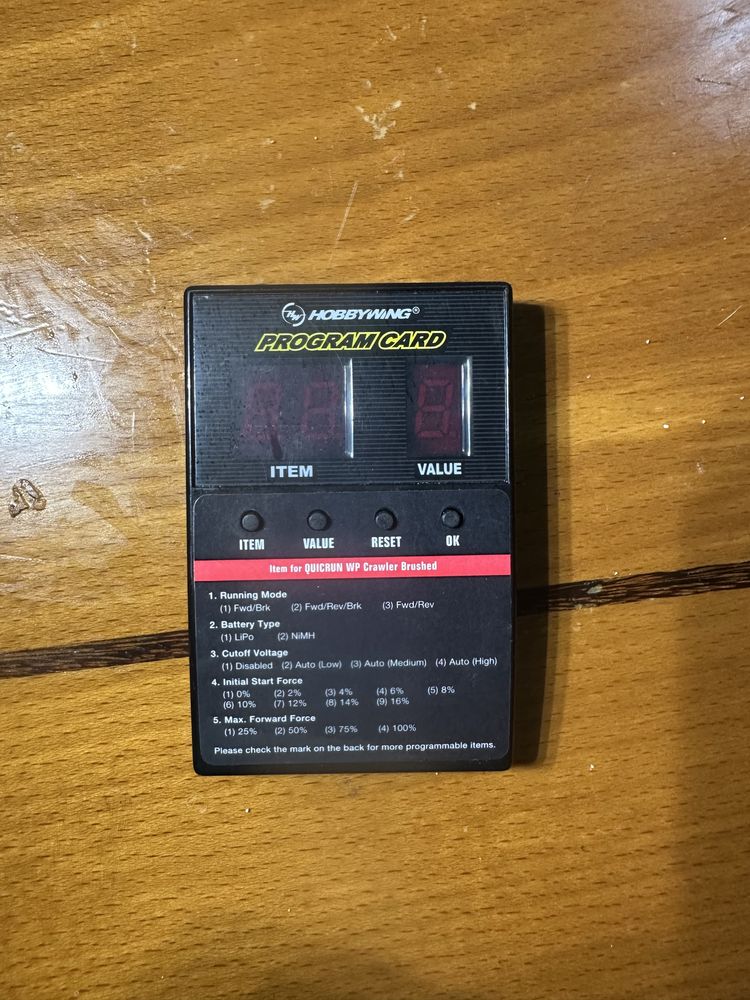 HW HOBBYWING®
PROGRAM CARD
ITEM VALUE
ITEM VALUE RESET OK
Item for QUICRUN WP Crawler Brushed
1. Running Mode
(1) Fwd/Brk (2) Fwd/Rev/Brk (3) Fwd/Rev
2. Battery Type
(1) LiPo (2) NiMH
3. Cutoff Voltage
(1) Disabled (2) Auto (Low) (3) Auto (Medium) (4) Auto (High)
4. Initial Start Force
(1) 0% (2) 2% (3) 4% (4) 6% (5) 8%
(6) 10% (7) 12% (8) 14% (9) 16%
5. Max. Forward Force
(1) 25% (2) 50% (3) 75% (4) 100%
Please check the mark on the back for more programmable items.